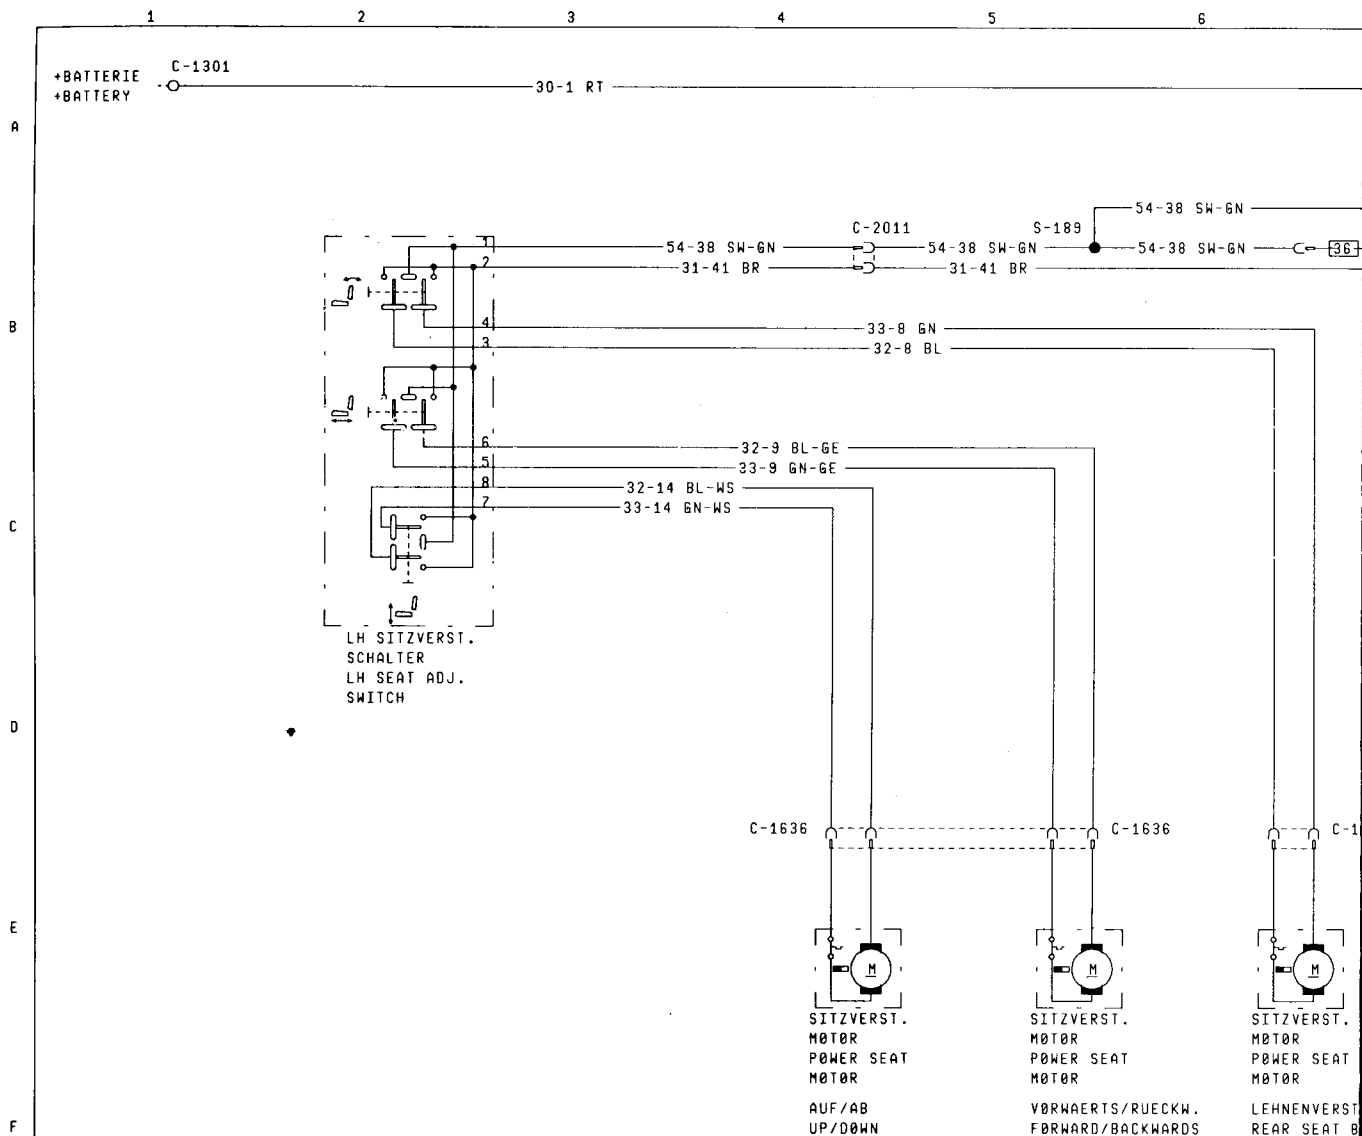 1 2 3 4 5 6
+BATTERIE
+BATTERY
C-1301
30-1 RT
A
54-38 SW-GN
C-2011
S-189
1
54-38 SW-GN
54-38 SW-GN
54-38 SW-GN
36
2
31-41 BR
31-41 BR
B
4
33-8 GN
3
32-8 BL
6
32-9 BL-GE
5
33-9 GN-GE
8
32-14 BL-WS
7
33-14 GN-WS
C
LH SITZVERST.
SCHALTER
LH SEAT ADJ.
SWITCH
D
C-1636
C-1636
C-1
E
M
M
M
SITZVERST.
MØTØR
PØWER SEAT
MØTØR
AUF/AB
UP/DØWN
SITZVERST.
MØTØR
PØWER SEAT
MØTØR
VØRWAERTS/RUECKW.
FØRWARD/BACKWARDS
SITZVERST.
MØTØR
PØWER SEAT
MØTØR
LEHNENVERST
REAR SEAT B
F